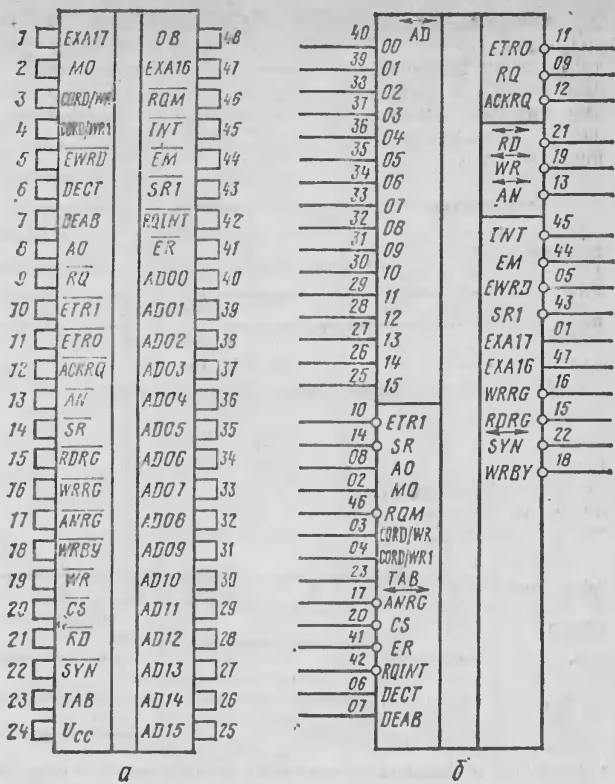 1 EXA17 OB 48
2 MO EXA16 47
3 CORD/WR RQM 46
4 CORD/WR1 INT 45
5 EWRD EM 44
6 DECT SR1 43
7 DEAB RQINT 42
8 AO ER 41
9 RQ AD00 40
10 ETR1 AD01 39
11 ETRO AD02 38
12 ACKRQ AD03 37
13 AN AD04 36
14 SR AD05 35
15 RDRG AD06 34
16 WRRG AD07 33
17 ANRG AD08 32
18 WRBY AD09 31
19 WR AD10 30
20 CS AD11 29
21 RD AD12 28
22 SYN AD13 27
23 TAB AD14 26
24 UCC AD15 25
а
AD
40 00
39 01
38 02
37 03
36 04
35 05
34 06
33 07
32 08
31 09
30 10
29 11
28 12
27 13
26 14
25 15
10 ETR1
14 SR
08 AO
02 MO
46 RQM
03 CORD/WR
04 CORD/WR1
23 TAB
17 ANRG
20 CS
41 ER
42 RQINT
06 DECT
07 DEAB
ETRO 11
RQ 09
ACKRQ 12
RD 21
WR 19
AN 13
INT 45
EM 44
EWRD 05
SR1 43
EXA17 01
EXA16 47
WRRG 16
RDRG 15
SYN 22
WRBY 18
б